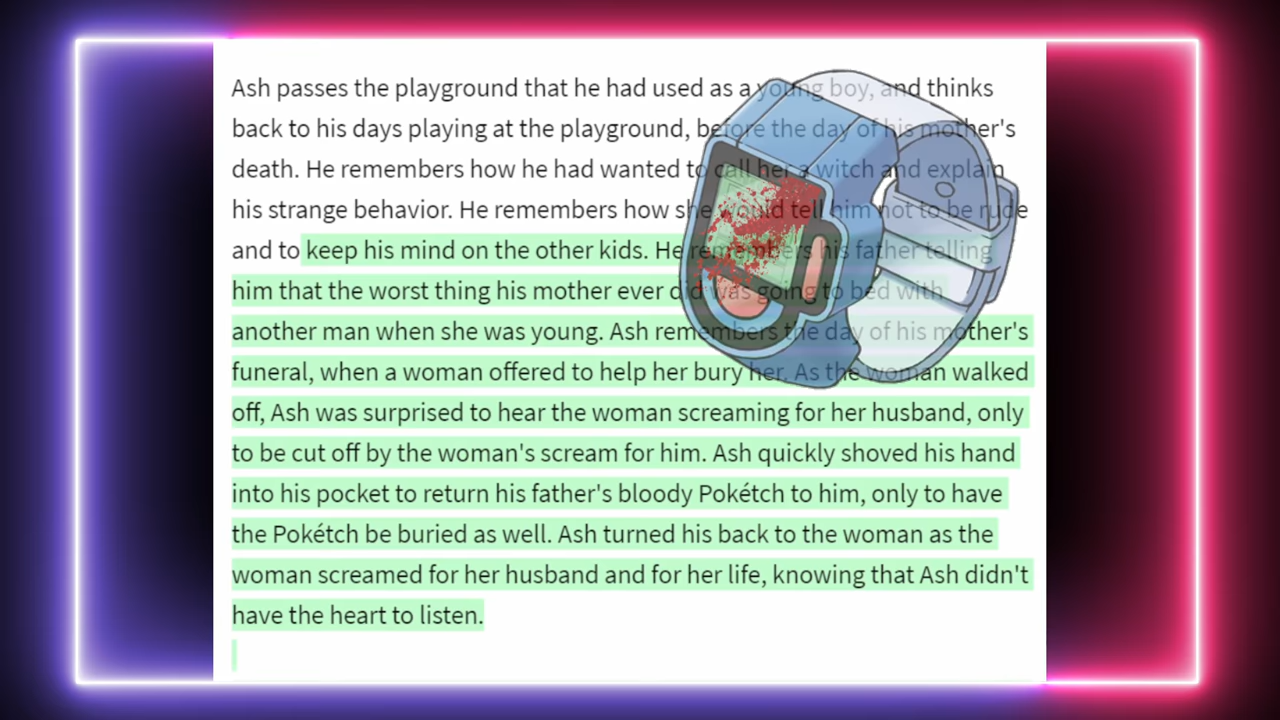 Ash passes the playground that he had used as a young boy, and thinks
back to his days playing at the playground, before the day of his mother's
death. He remembers how he had wanted to call her a witch and explain
his strange behavior. He remembers how she would tell him not to be rude
and to keep his mind on the other kids. He remembers his father telling
him that the worst thing his mother ever did was going to bed with
another man when she was young. Ash remembers the day of his mother's
funeral, when a woman offered to help her bury her. As the woman walked
off, Ash was surprised to hear the woman screaming for her husband, only
to be cut off by the woman's scream for him. Ash quickly shoved his hand
into his pocket to return his father's bloody Pokétch to him, only to have
the Pokétch be buried as well. Ash turned his back to the woman as the
woman screamed for her husband and for her life, knowing that Ash didn't
have the heart to listen.